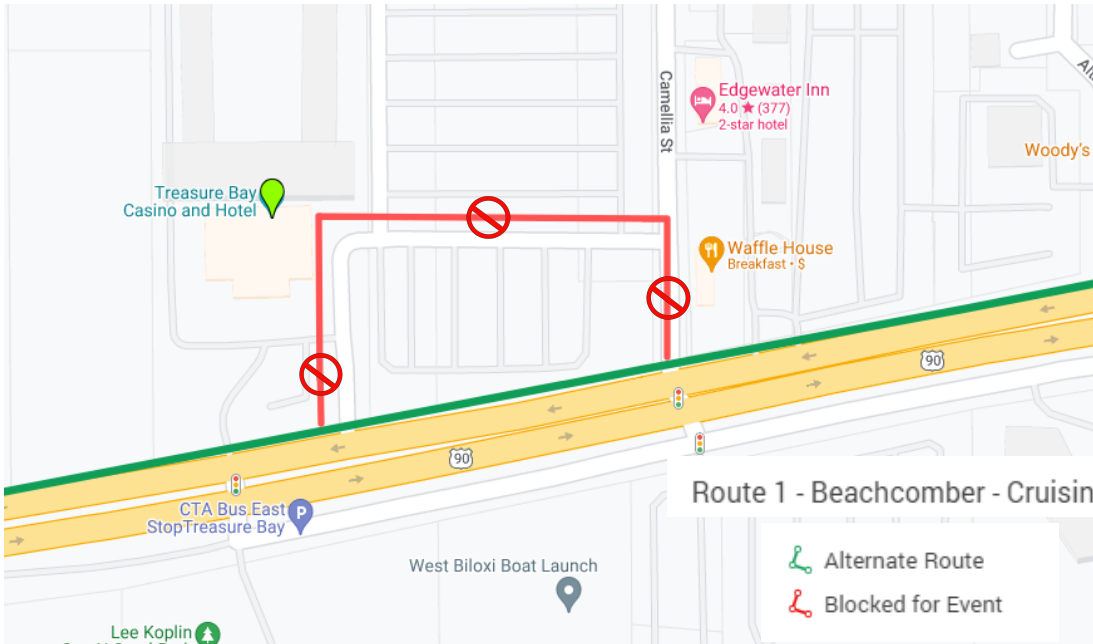 Camellia St
Edgewater Inn
4.0 ★ (377)
2-star hotel
Woody's
Treasure Bay
Casino and Hotel
Waffle House
Breakfast • $
90
90
Route 1 - Beachcomber - Cruisin
CTA Bus East
StopTreasure Bay
P
Alternate Route
West Biloxi Boat Launch
Blocked for Event
Lee Koplin